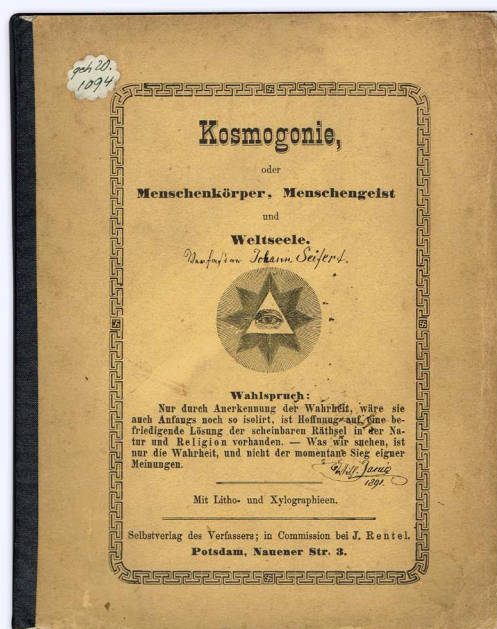 geh 20.
1094
Kosmogonie,
oder
Menschenkörper, Menschengeist
und
Weltseele.
Verfasser Johann Seifert.
Wahlspruch:
Nur durch Anerkennung der Wahrheit, wäre sie
auch Anfangs noch so isolirt, ist Hoffnung auf eine be-
friedigende Lösung der scheinbaren Räthsel in der Na-
tur und Religion vorhanden. — Was wir suchen, ist
nur die Wahrheit, und nicht der momentane Sieg eigner
Meinungen.
1891.
Mit Litho- und Xylographieen.
Selbstverlag des Verfassers; in Commission bei J. Rentel.
Potsdam, Nauener Str. 3.